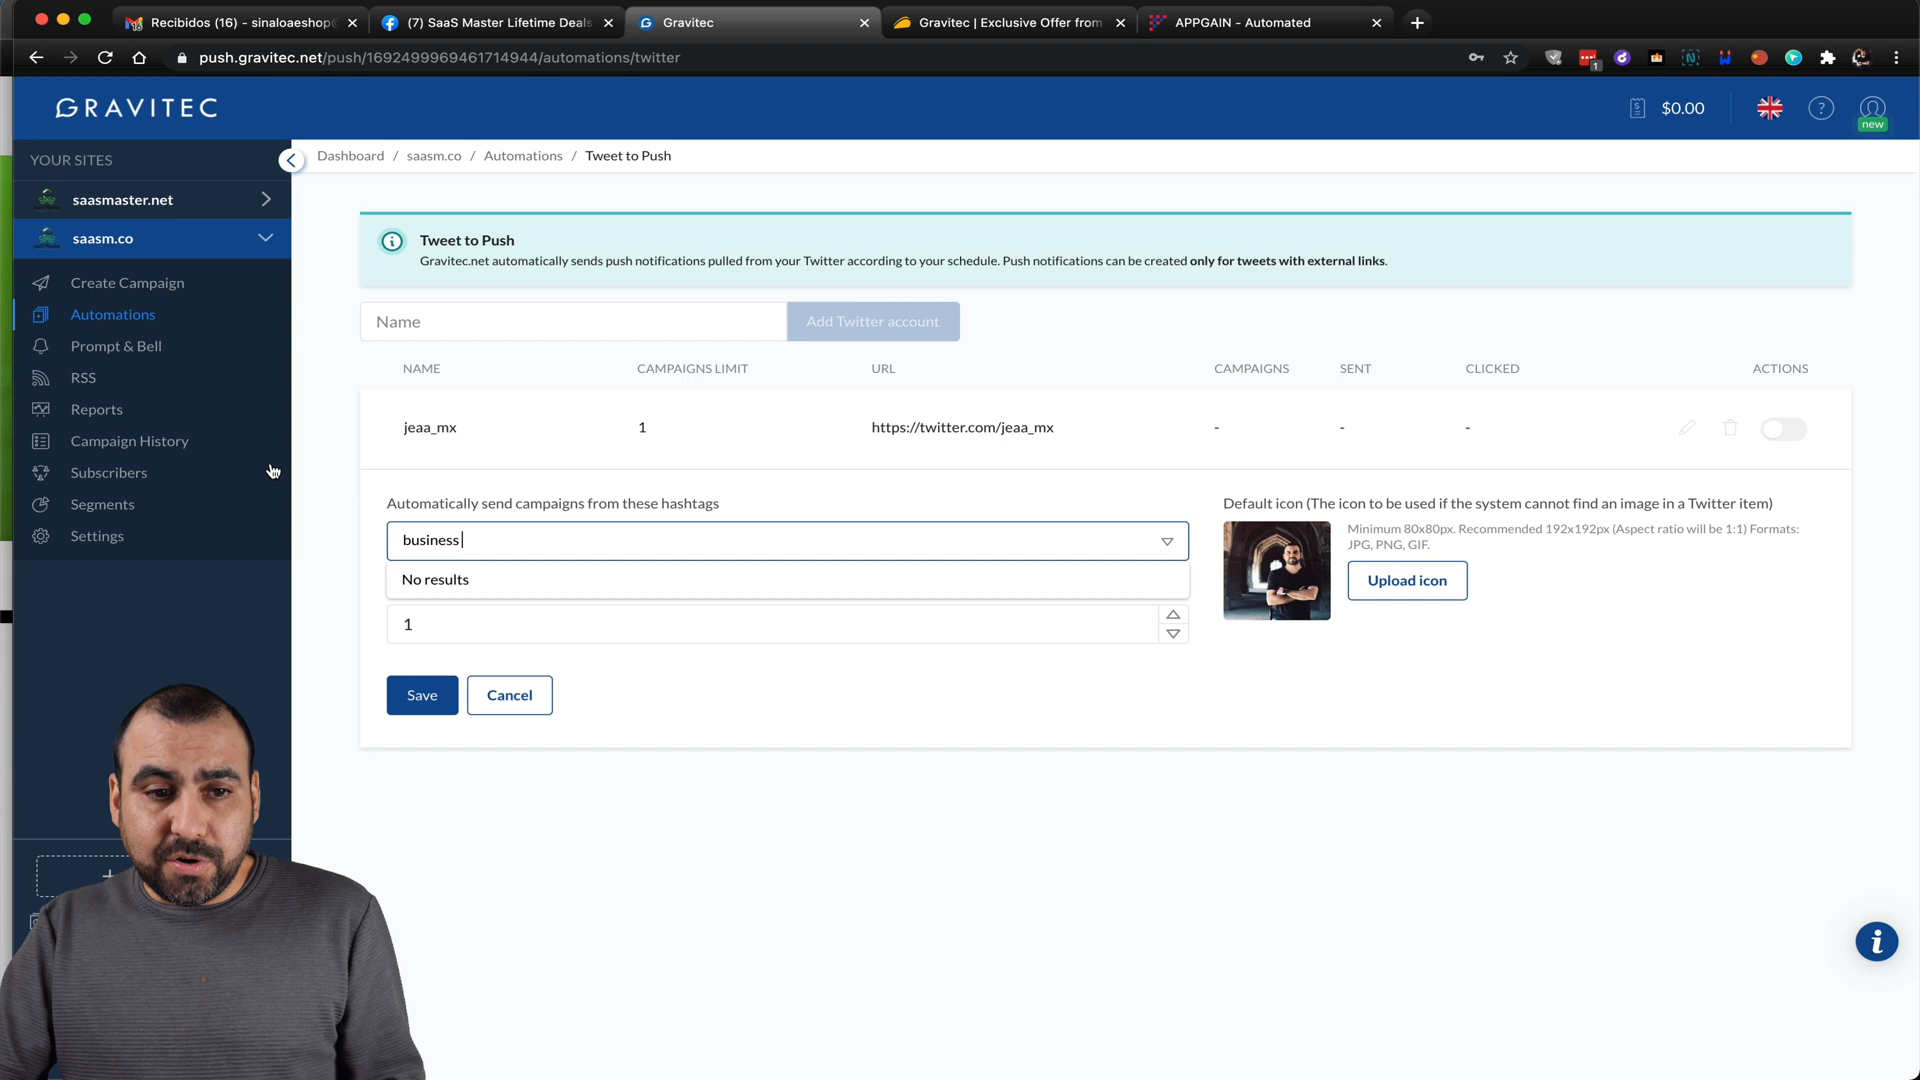 Recibidos (16) - sinaloaeshop@
(7) SaaS Master Lifetime Deals
Gravitec
Gravitec | Exclusive Offer from
APPGAIN - Automated
push.gravitec.net/push/1692499969461714944/automations/twitter
1
GRAVITEC
$0.00
?
new
YOUR SITES
saasmaster.net
saasm.co
Create Campaign
Automations
Prompt & Bell
RSS
Reports
Campaign History
Subscribers
Segments
Settings
Dashboard / saasm.co / Automations / Tweet to Push
Tweet to Push
Gravitec.net automatically sends push notifications pulled from your Twitter according to your schedule. Push notifications can be created only for tweets with external links.
Name
Add Twitter account
NAME CAMPAIGNS LIMIT URL CAMPAIGNS SENT CLICKED ACTIONS
jeaa_mx 1 https://twitter.com/jeaa_mx - - -
Automatically send campaigns from these hashtags
business
No results
1
Save
Cancel
Default icon (The icon to be used if the system cannot find an image in a Twitter item)
Minimum 80x80px. Recommended 192x192px (Aspect ratio will be 1:1) Formats:
JPG, PNG, GIF.
Upload icon
i